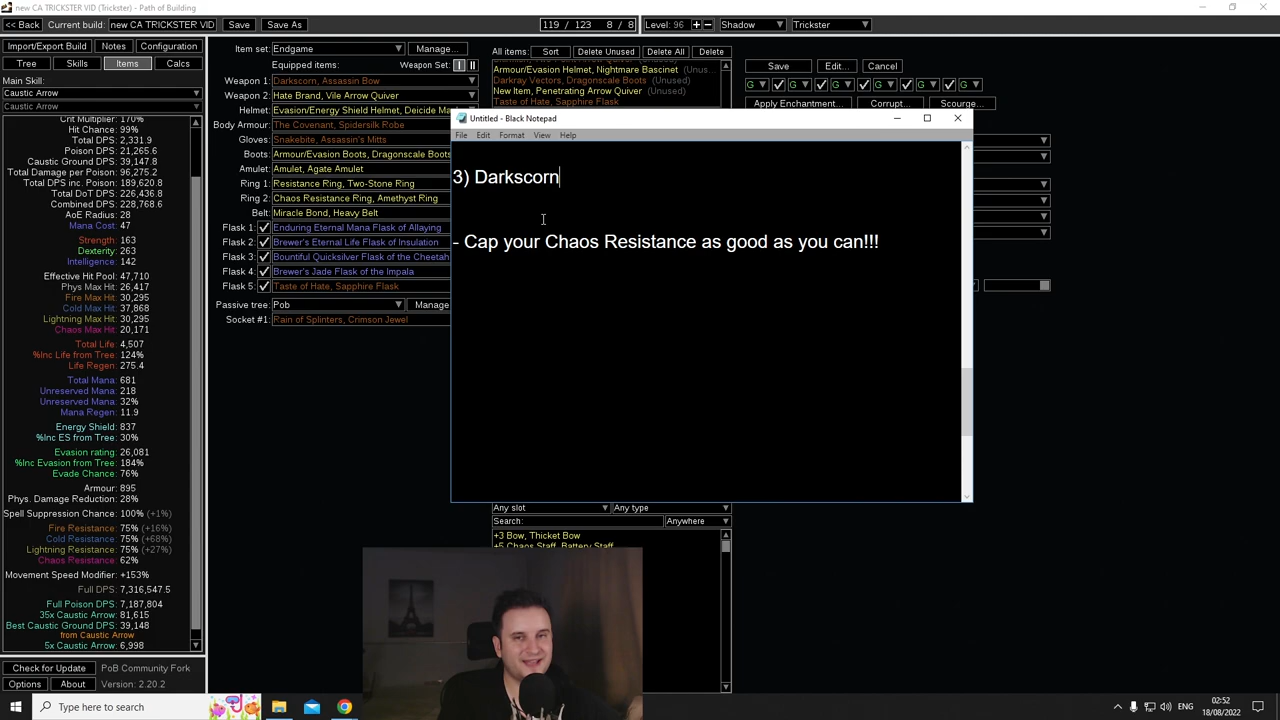 new CA TRICKSTER VID (Trickster) - Path of Building
<< Back
Current build:
new CA TRICKSTER VID
Save
Save As
119 / 123 8 / 8
Level: 96
Shadow
Trickster
Import/Export Build
Notes
Configuration
Tree
Skills
Items
Calcs
Main Skill:
Caustic Arrow
Caustic Arrow
Crit Multiplier: 170%
Hit Chance: 99%
Total DPS: 2,331.9
Poison DPS: 21,265.6
Caustic Ground DPS: 39,147.8
Total Damage per Poison: 96,275.2
Total DPS inc. Poison: 189,620.8
Total DoT DPS: 226,436.8
Combined DPS: 228,768.6
AoE Radius: 28
Mana Cost: 47
Strength: 163
Dexterity: 263
Intelligence: 142
Effective Hit Pool: 47,710
Phys Max Hit: 26,417
Fire Max Hit: 30,295
Cold Max Hit: 37,868
Lightning Max Hit: 30,295
Chaos Max Hit: 20,171
Total Life: 4,507
%Inc Life from Tree: 124%
Life Regen: 275.4
Total Mana: 681
Unreserved Mana: 218
Unreserved Mana: 32%
Mana Regen: 11.9
Energy Shield: 837
%Inc ES from Tree: 30%
Evasion rating: 26,081
%Inc Evasion from Tree: 184%
Evade Chance: 76%
Armour: 895
Phys. Damage Reduction: 28%
Spell Suppression Chance: 100% (+1%)
Fire Resistance: 75% (+16%)
Cold Resistance: 75% (+68%)
Lightning Resistance: 75% (+27%)
Chaos Resistance: 62%
Movement Speed Modifier: +153%
Full DPS: 7,316,547.5
Full Poison DPS: 7,187,804
35x Caustic Arrow: 81,615
Best Caustic Ground DPS: 39,148
from Caustic Arrow
5x Caustic Arrow: 6,998
Check for Update
PoB Community Fork
Options
About
Version: 2.20.2
Item set:
Endgame
Manage...
Equipped items:
Weapon Set:
I
II
Weapon 1: Darkscorn, Assassin Bow
Weapon 2: Hate Brand, Vile Arrow Quiver
Helmet: Evasion/Energy Shield Helmet, Deicide Ma
Body Armour: The Covenant, Spidersilk Robe
Gloves: Snakebite, Assassin's Mitts
Boots: Armour/Evasion Boots, Dragonscale Boots
Amulet: Amulet, Agate Amulet
Ring 1: Resistance Ring, Two-Stone Ring
Ring 2: Chaos Resistance Ring, Amethyst Ring
Belt: Miracle Bond, Heavy Belt
Flask 1: Enduring Eternal Mana Flask of Allaying
Flask 2: Brewer's Eternal Life Flask of Insulation
Flask 3: Bountiful Quicksilver Flask of the Cheetah
Flask 4: Brewer's Jade Flask of the Impala
Flask 5: Taste of Hate, Sapphire Flask
Passive tree:
Pob
Manage
Socket #1: Rain of Splinters, Crimson Jewel
All items:
Sort
Delete Unused
Delete All
Delete
Armour/Evasion Helmet, Nightmare Bascinet (Unus...
Darkray Vectors, Dragonscale Boots (Unused)
New Item, Penetrating Arrow Quiver (Unused)
Taste of Hate, Sapphire Flask (Unused)
Save
Edit...
Cancel
G G G G G G
Apply Enchantment...
Corrupt...
Scourge...
Untitled - Black Notepad
File Edit Format View Help
3) Darkscorn
- Cap your Chaos Resistance as good as you can!!!
Any slot
Any type
Search:
Anywhere
+3 Bow, Thicket Bow
+5 Chaos Staff, Battery Staff
Type here to search
ENG
02:52
18/08/2022